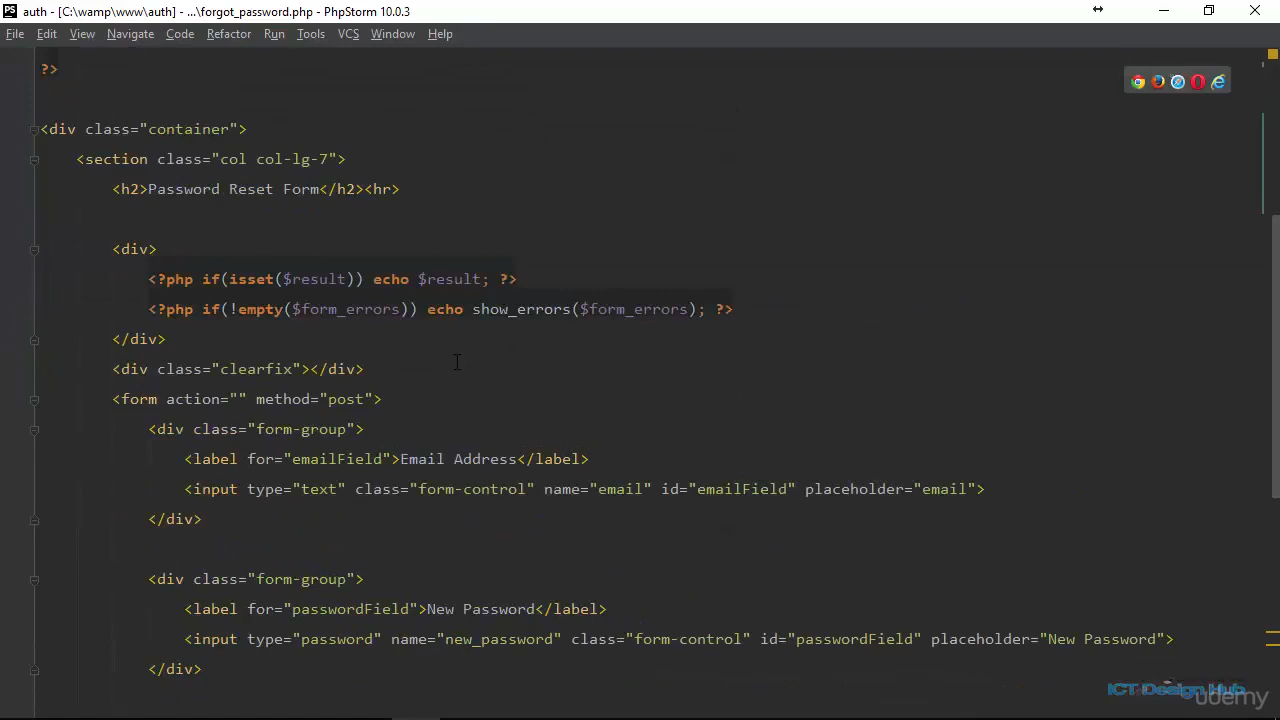 auth - [C:\wamp\www\auth] - ...\forgot_password.php - PhpStorm 10.0.3
File Edit View Navigate Code Refactor Run Tools VCS Window Help
?>
<div class="container">
<section class="col col-lg-7">
<h2>Password Reset Form</h2><hr>
<div>
<?php if(isset($result)) echo $result; ?>
<?php if(!empty($form_errors)) echo show_errors($form_errors); ?>
</div>
<div class="clearfix"></div>
<form action="" method="post">
<div class="form-group">
<label for="emailField">Email Address</label>
<input type="text" class="form-control" name="email" id="emailField" placeholder="email">
</div>
<div class="form-group">
<label for="passwordField">New Password</label>
<input type="password" name="new_password" class="form-control" id="passwordField" placeholder="New Password">
</div>
ICT Design Hub
udemy